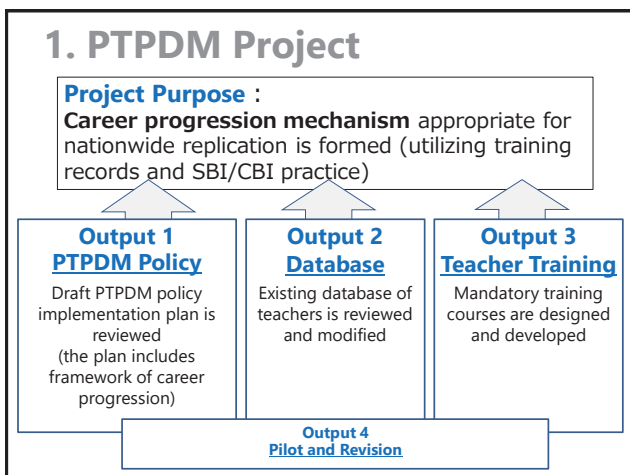 1. PTPDM Project
Project Purpose :
Career progression mechanism appropriate for
nationwide replication is formed (utilizing training
records and SBI/CBI practice)
Output 1
PTPDM Policy
Draft PTPDM policy
implementation plan is
reviewed
(the plan includes
framework of career
progression)
Output 2
Database
Existing database of
teachers is reviewed
and modified
Output 3
Teacher Training
Mandatory training
courses are designed
and developed
Output 4
Pilot and Revision